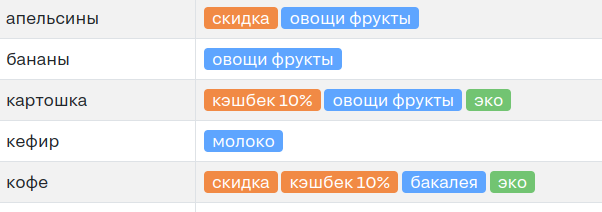 апельсины скидка овощи фрукты
бананы овощи фрукты
картошка кэшбек 10% овощи фрукты эко
кефир молоко
кофе скидка кэшбек 10% бакалея эко